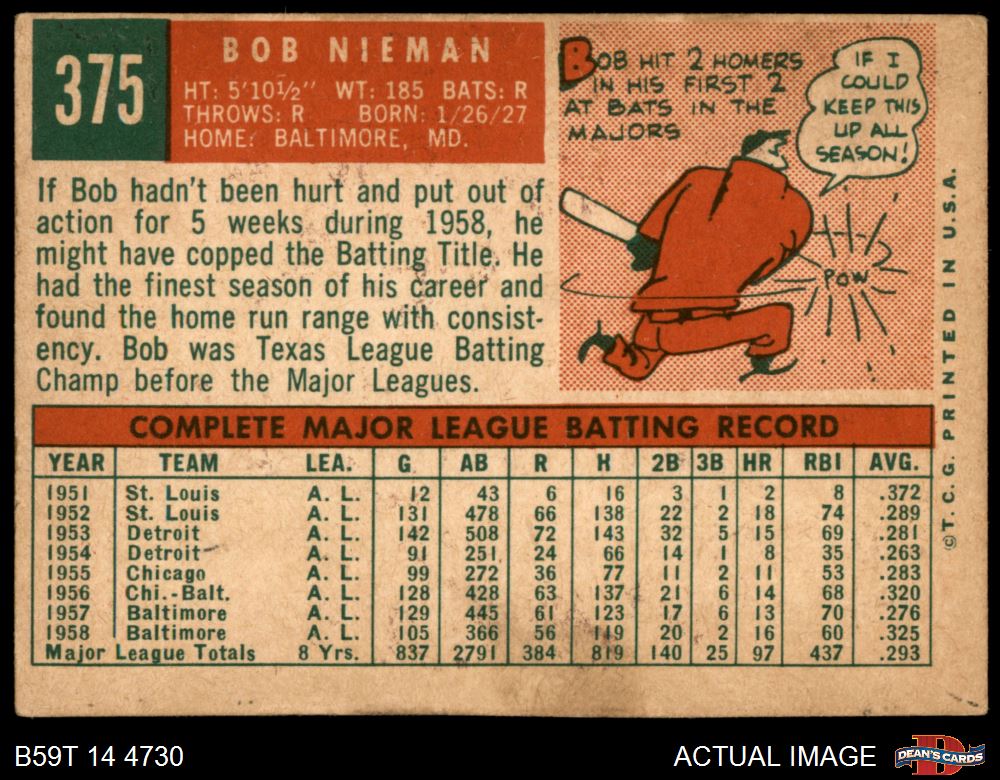 375
BOB NIEMAN
HT: 5'10½" WT: 185 BATS: R
THROWS: R BORN: 1/26/27
HOME: BALTIMORE, MD.
BOB HIT 2 HOMERS
IN HIS FIRST 2
AT BATS IN THE
MAJORS
IF I
COULD
KEEP THIS
UP ALL
SEASON!
POW
If Bob hadn't been hurt and put out of
action for 5 weeks during 1958, he
might have copped the Batting Title. He
had the finest season of his career and
found the home run range with consist-
ency. Bob was Texas League Batting
Champ before the Major Leagues.
©T. C. G. PRINTED IN U.S.A.
COMPLETE MAJOR LEAGUE BATTING RECORD
YEAR TEAM LEA. G AB R H 2B 3B HR RBI AVG.
1951 St. Louis A. L. 12 43 6 16 3 1 2 8 .372
1952 St. Louis A. L. 131 478 66 138 22 2 18 74 .289
1953 Detroit A. L. 142 508 72 143 32 5 15 69 .281
1954 Detroit A. L. 91 251 24 66 14 1 8 35 .263
1955 Chicago A. L. 99 272 36 77 11 2 11 53 .283
1956 Chi.-Balt. A. L. 128 428 63 137 21 6 14 68 .320
1957 Baltimore A. L. 129 445 61 123 17 6 13 70 .276
1958 Baltimore A. L. 105 366 56 119 20 2 16 60 .325
Major League Totals 8 Yrs. 837 2791 384 819 140 25 97 437 .293
B59T 14 4730
ACTUAL IMAGE
DEAN'S CARDS